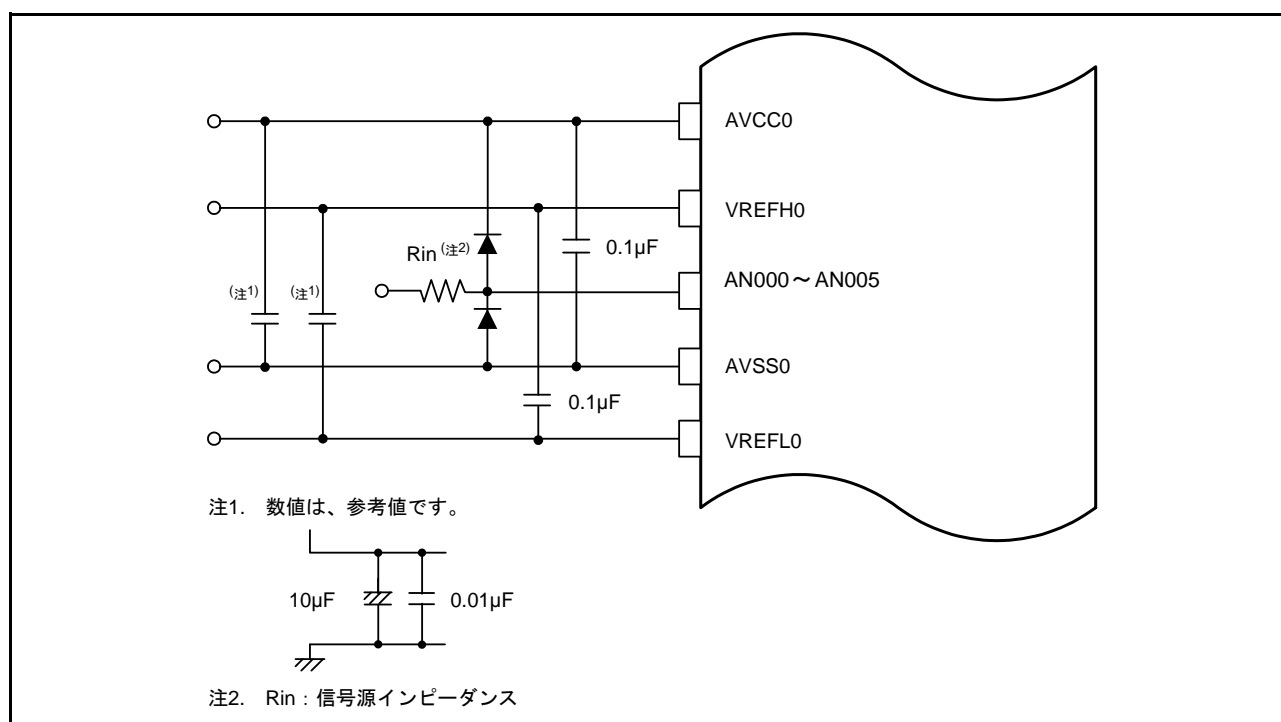 AVCC0
VREFH0
Rin (注2)
0.1μF
AN000～AN005
(注1) (注1)
AVSS0
0.1μF
VREFL0
注1. 数値は、参考値です。
10μF 0.01μF
注2. Rin：信号源インピーダンス